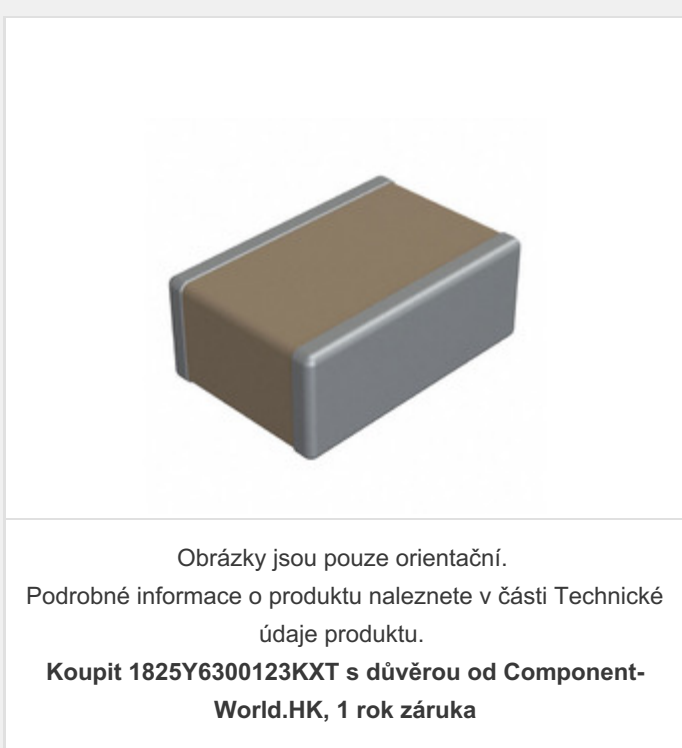 Obrázky jsou pouze orientační.
Podrobné informace o produktu naleznete v části Technické
údaje produktu.
Koupit 1825Y6300123KXT s důvěrou od Component-
World.HK, 1 rok záruka